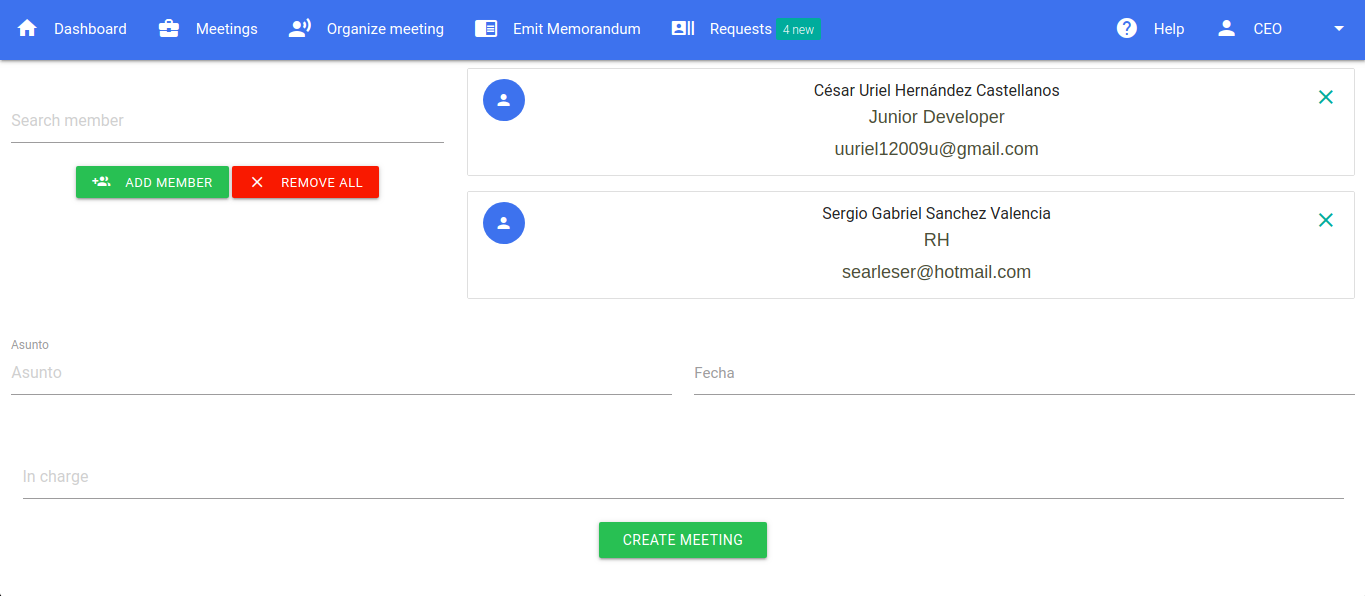 Dashboard Meetings Organize meeting Emit Memorandum Requests 4 new Help CEO
Search member
ADD MEMBER REMOVE ALL
César Uriel Hernández Castellanos
Junior Developer
uuriel12009u@gmail.com
Sergio Gabriel Sanchez Valencia
RH
searleser@hotmail.com
Asunto
Asunto Fecha
In charge
CREATE MEETING